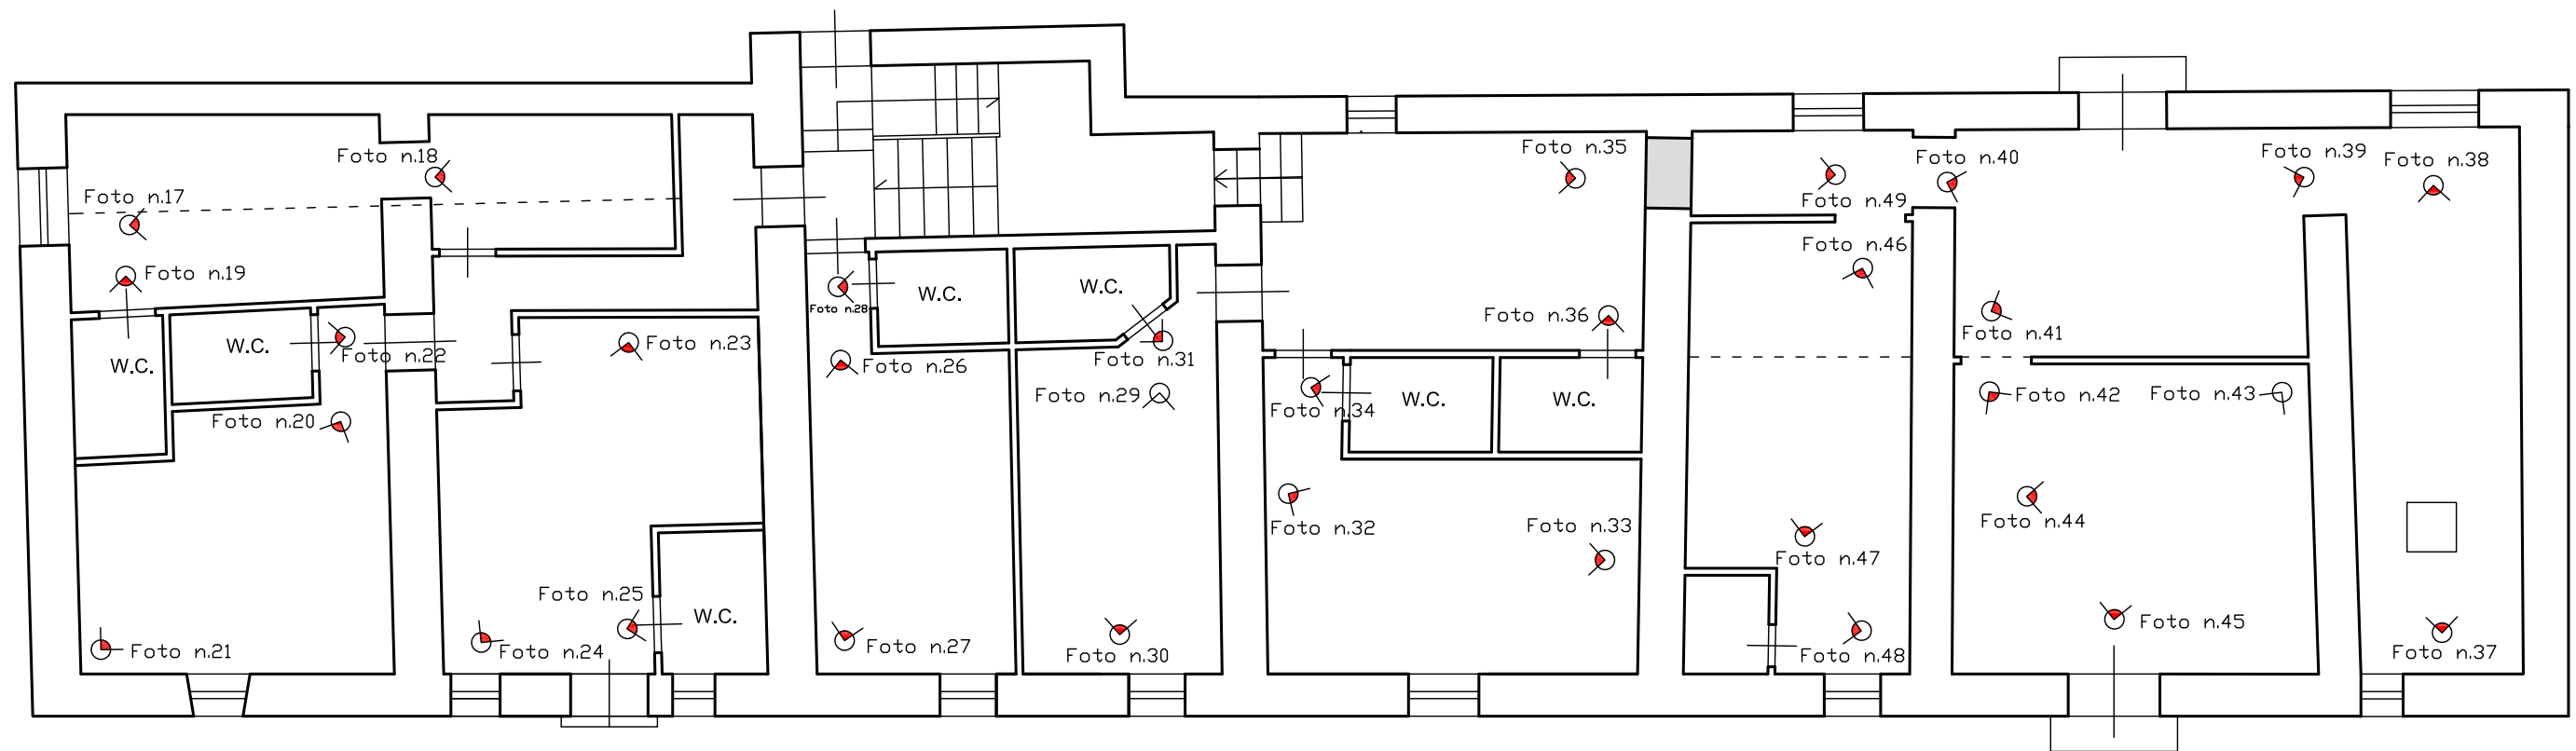 Foto n.17
Foto n.18
Foto n.19
W.C.
W.C.
Foto n.22
Foto n.20
Foto n.21
Foto n.23
Foto n.24
Foto n.25
W.C.
Foto n.28
W.C.
W.C.
Foto n.26
Foto n.31
Foto n.29
Foto n.27
Foto n.30
Foto n.35
Foto n.36
Foto n.34
W.C.
W.C.
Foto n.32
Foto n.33
Foto n.49
Foto n.46
Foto n.47
Foto n.48
Foto n.40
Foto n.39
Foto n.38
Foto n.41
Foto n.42
Foto n.43
Foto n.44
Foto n.45
Foto n.37